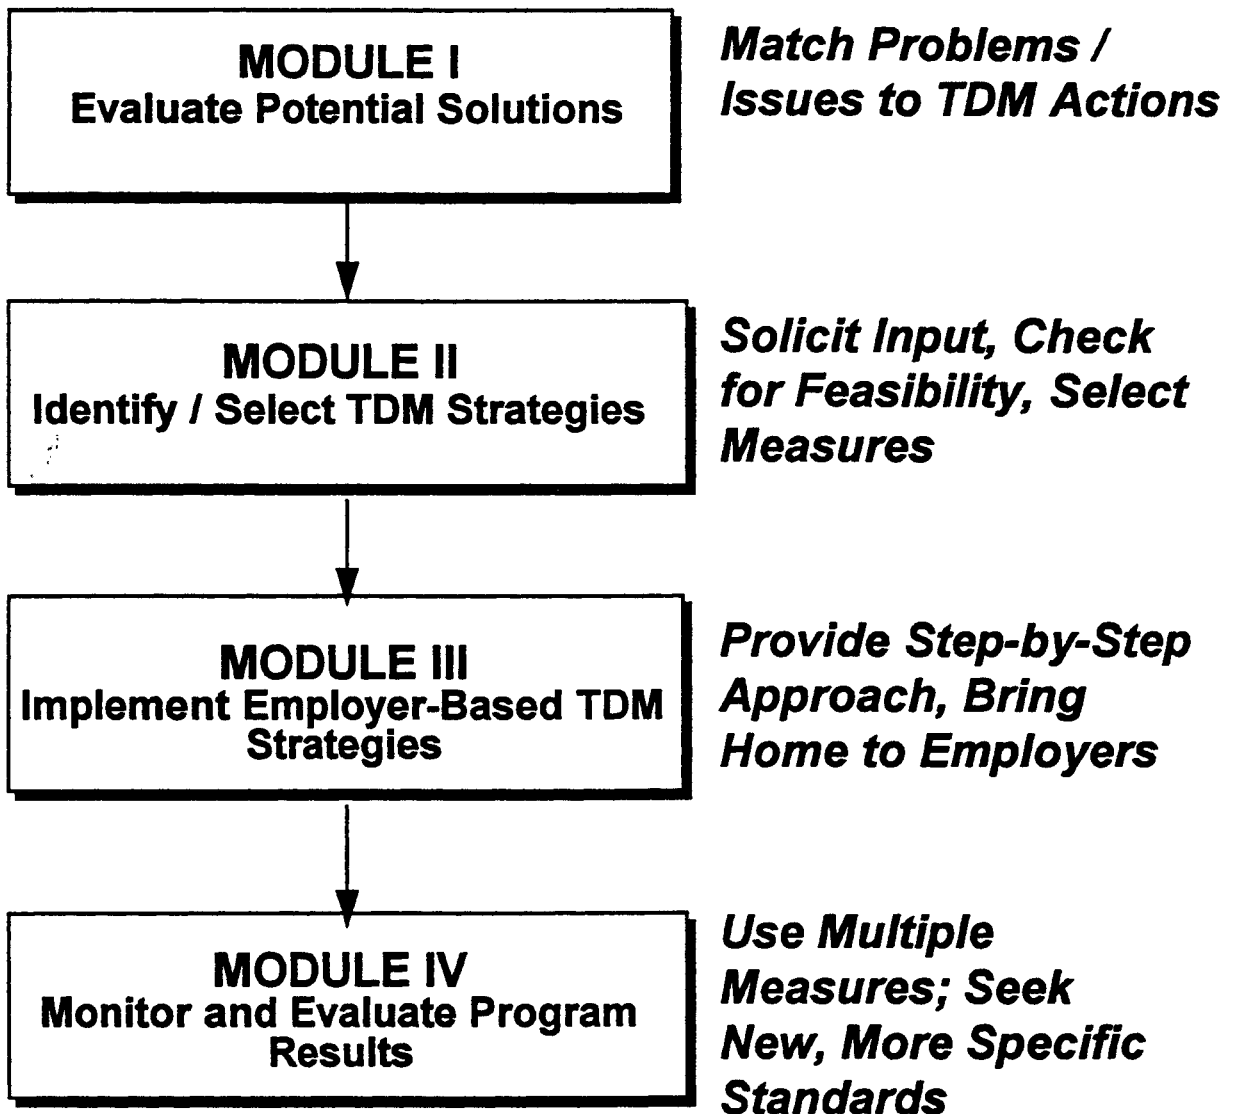 MODULE I
Evaluate Potential Solutions
Match Problems /
Issues to TDM Actions
MODULE II
Identify / Select TDM Strategies
Solicit Input, Check
for Feasibility, Select
Measures
MODULE III
Implement Employer-Based TDM
Strategies
Provide Step-by-Step
Approach, Bring
Home to Employers
MODULE IV
Monitor and Evaluate Program
Results
Use Multiple
Measures; Seek
New, More Specific
Standards